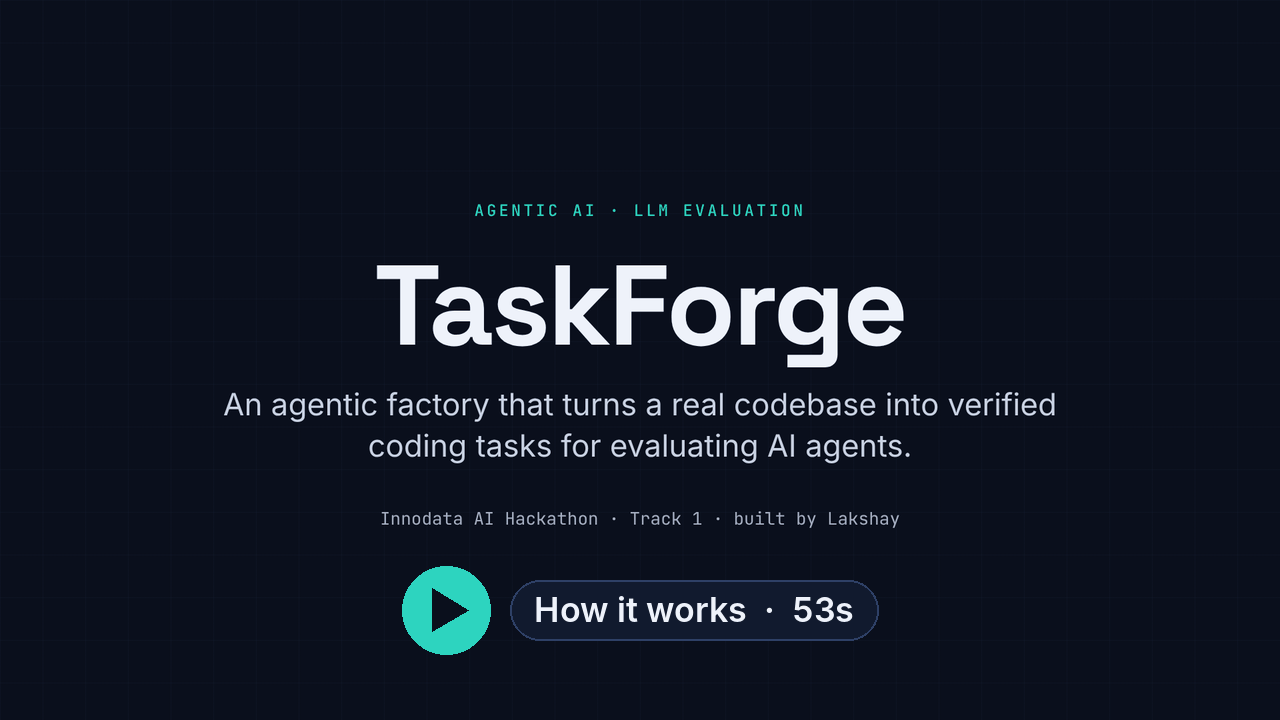 AGENTIC AI · LLM EVALUATION
TaskForge
An agentic factory that turns a real codebase into verified
coding tasks for evaluating AI agents.
Innodata AI Hackathon · Track 1 · built by Lakshay
How it works · 53s